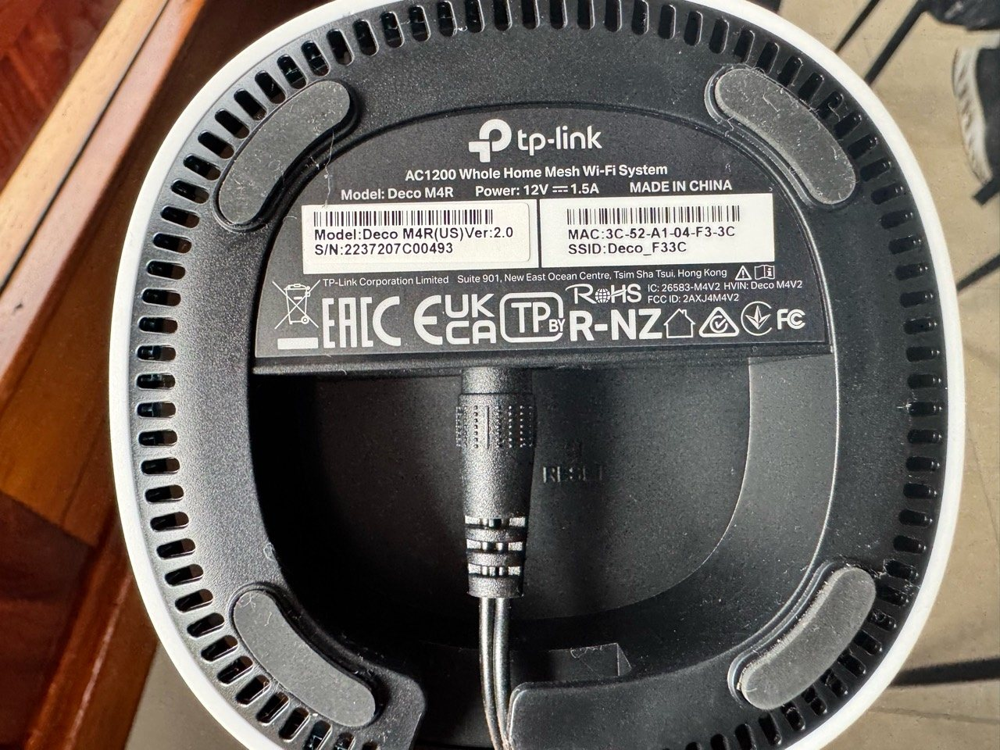 tp-link
AC1200 Whole Home Mesh Wi-Fi System
Model: Deco M4R Power: 12V ⎓ 1.5A MADE IN CHINA
Model:Deco M4R(US)Ver:2.0
S/N:2237207C00493
MAC:3C-52-A1-04-F3-3C
SSID:Deco_F33C
TP-Link Corporation Limited Suite 901, New East Ocean Centre, Tsim Sha Tsui, Hong Kong
RoHS
IC: 26583-M4V2 HVIN: Deco M4V2
FCC ID: 2AXJ4M4V2
EAC CE UK CA TP BY R-NZ FC
RESET